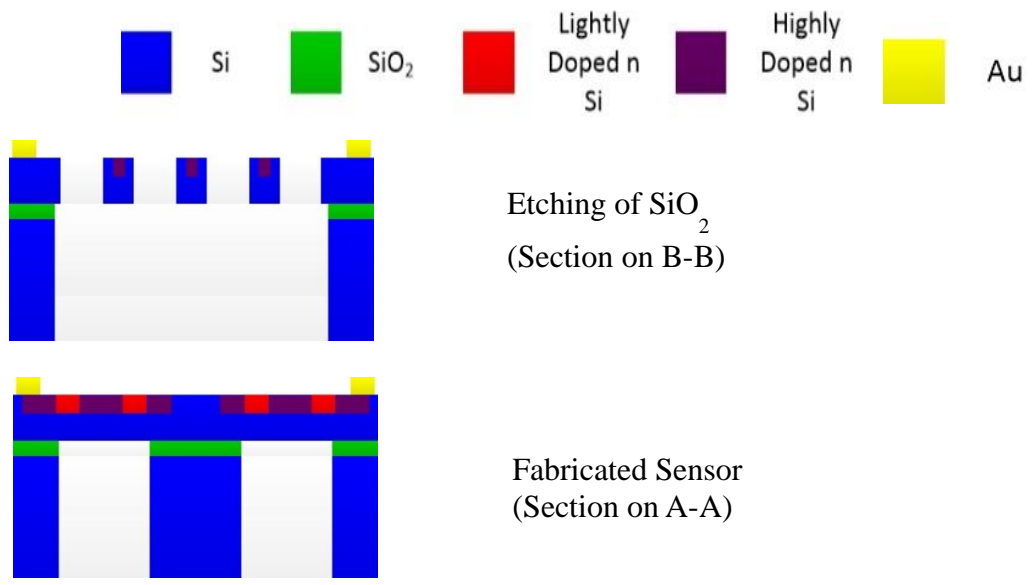 Si
SiO₂
Lightly
Doped n
Si
Highly
Doped n
Si
Au
Etching of SiO₂
(Section on B-B)
Fabricated Sensor
(Section on A-A)